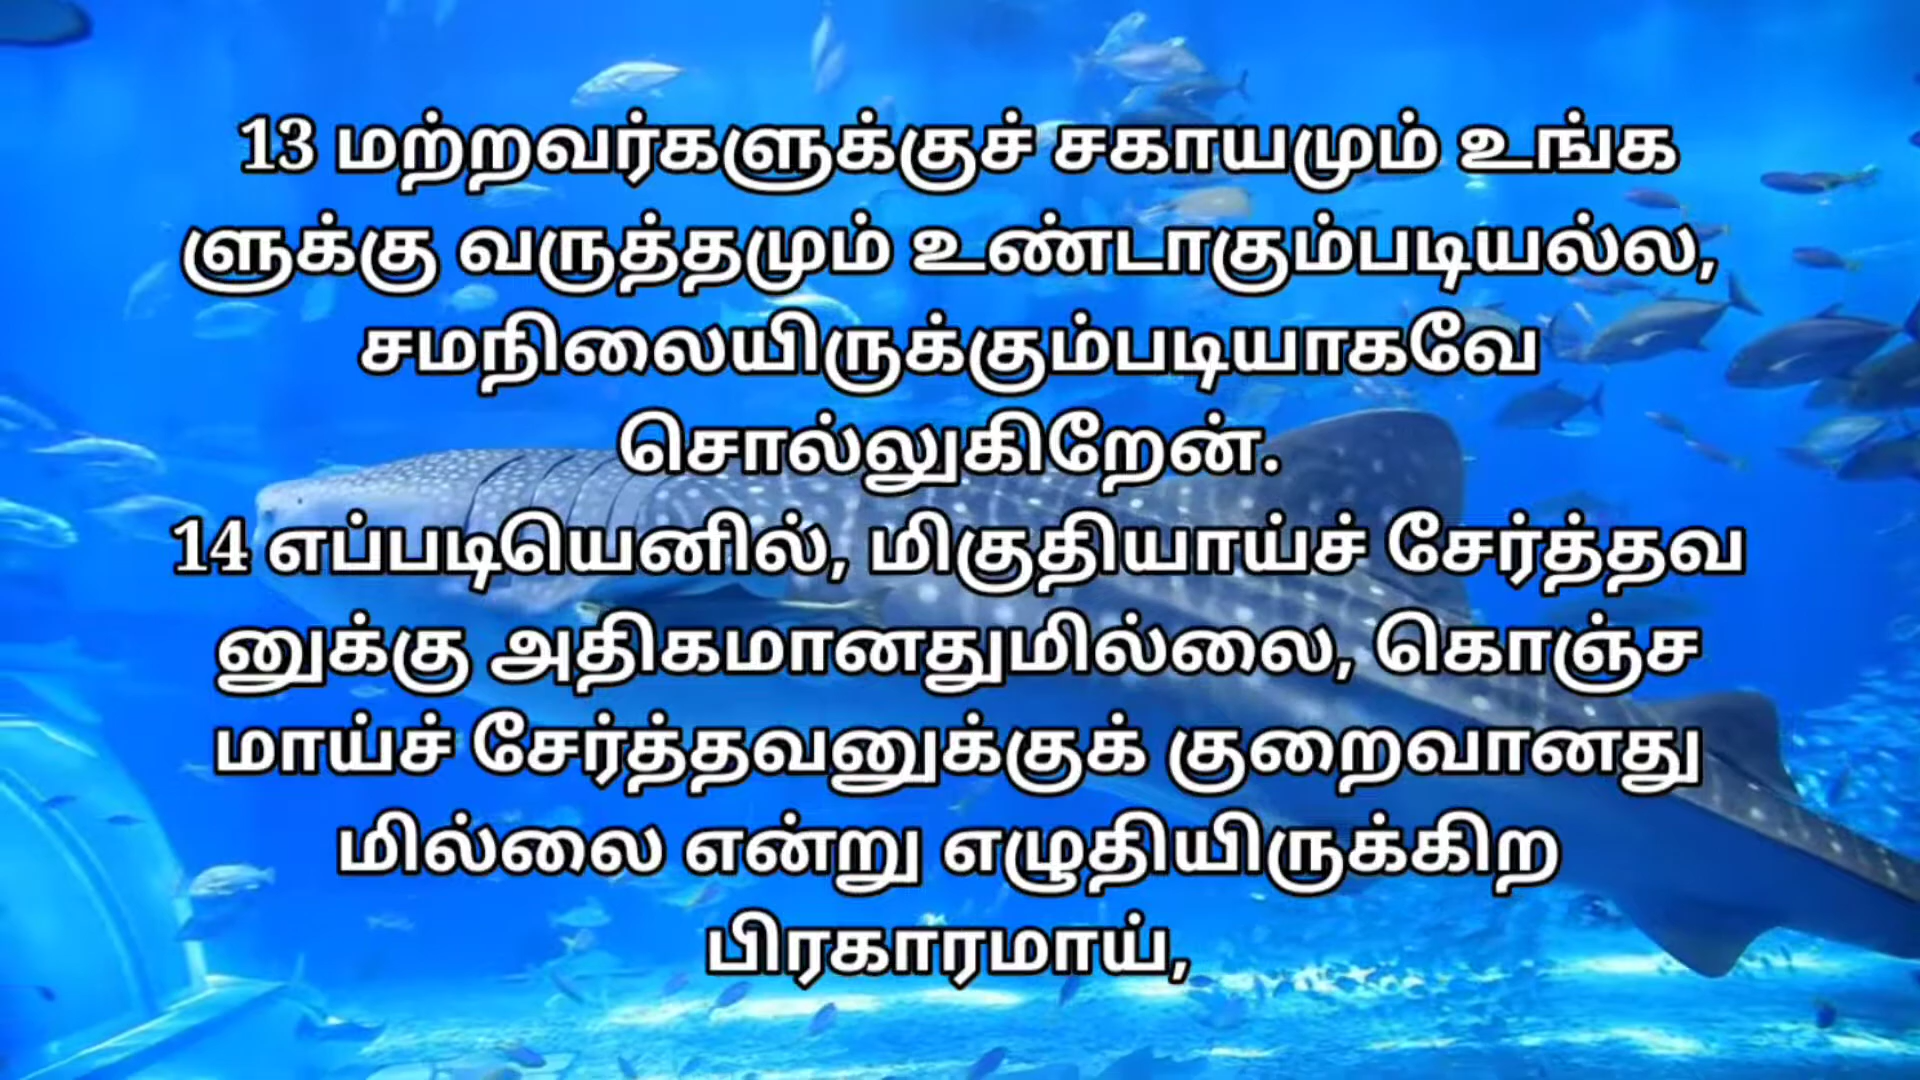 13 மற்றவர்களுக்குச் சகாயமும் உங்க
ளுக்கு வருத்தமும் உண்டாகும்படியல்ல,
சமநிலையிருக்கும்படியாகவே
சொல்லுகிறேன்.
14 எப்படியெனில், மிகுதியாய்ச் சேர்த்தவ
னுக்கு அதிகமானதுமில்லை, கொஞ்ச
மாய்ச் சேர்த்தவனுக்குக் குறைவானது
மில்லை என்று எழுதியிருக்கிற
பிரகாரமாய்,